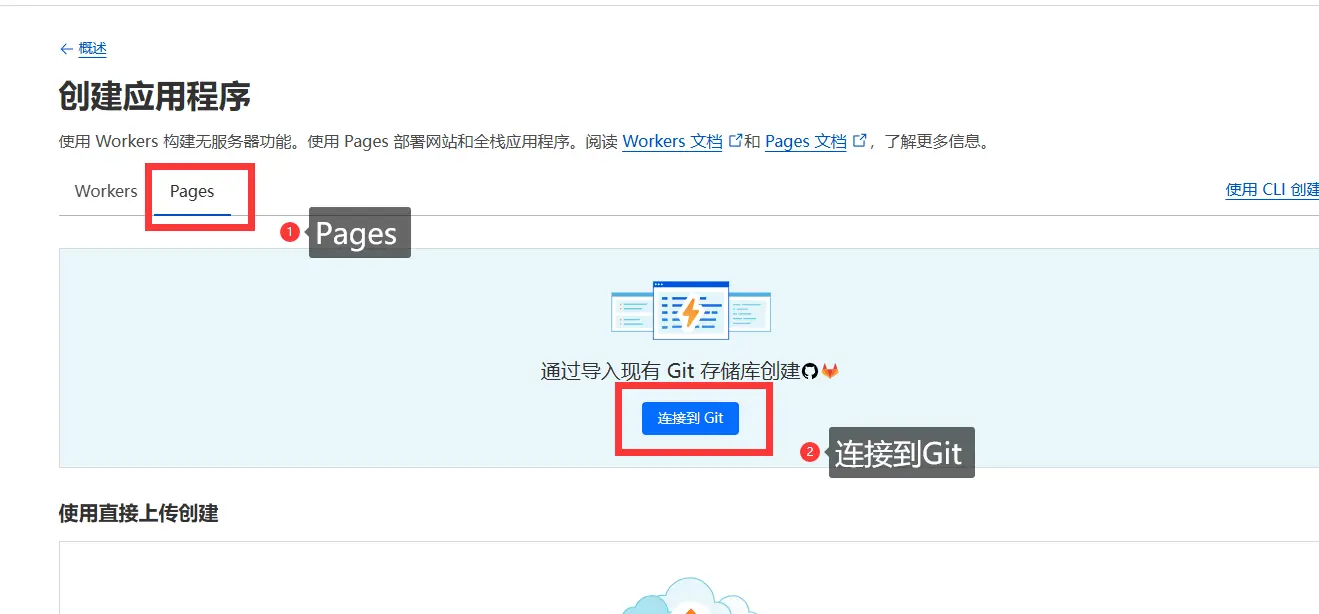 ← 概述
创建应用程序
使用 Workers 构建无服务器功能。使用 Pages 部署网站和全栈应用程序。阅读 Workers 文档 和 Pages 文档 ，了解更多信息。
Workers Pages 使用 CLI 创建
1 Pages
通过导入现有 Git 存储库创建
连接到 Git
2 连接到Git
使用直接上传创建